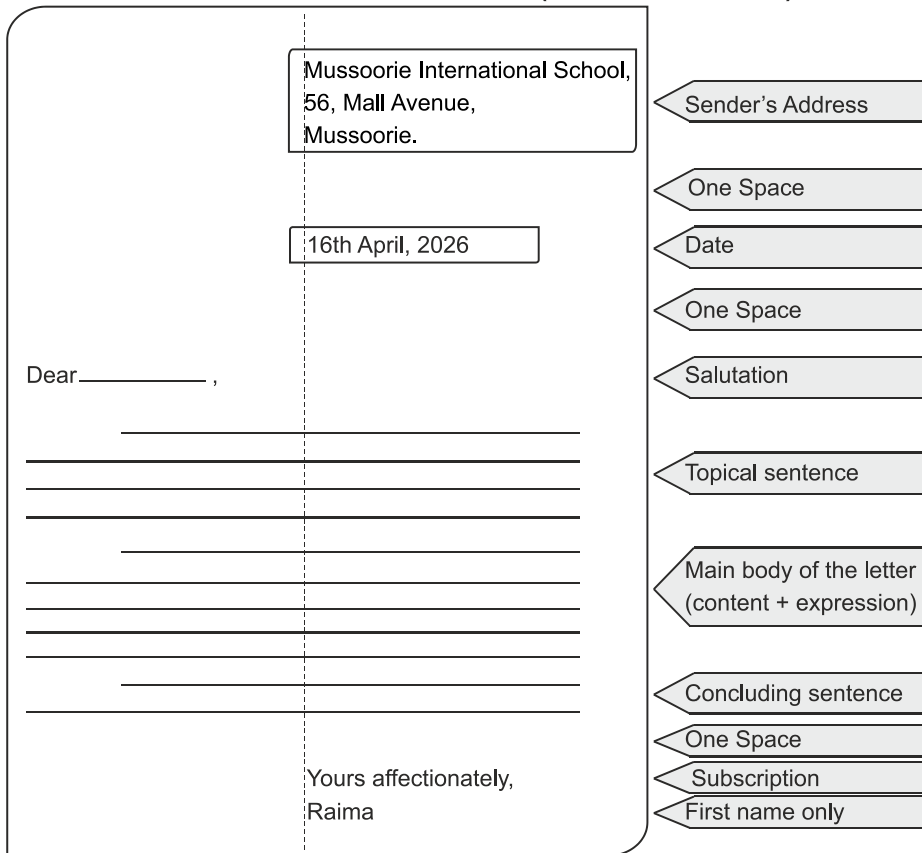 Mussoorie International School,
56, Mall Avenue,
Mussoorie.
Sender's Address
One Space
16th April, 2026
Date
One Space
Dear ,
Salutation
Topical sentence
Main body of the letter
(content + expression)
Concluding sentence
One Space
Yours affectionately,
Subscription
Raima
First name only